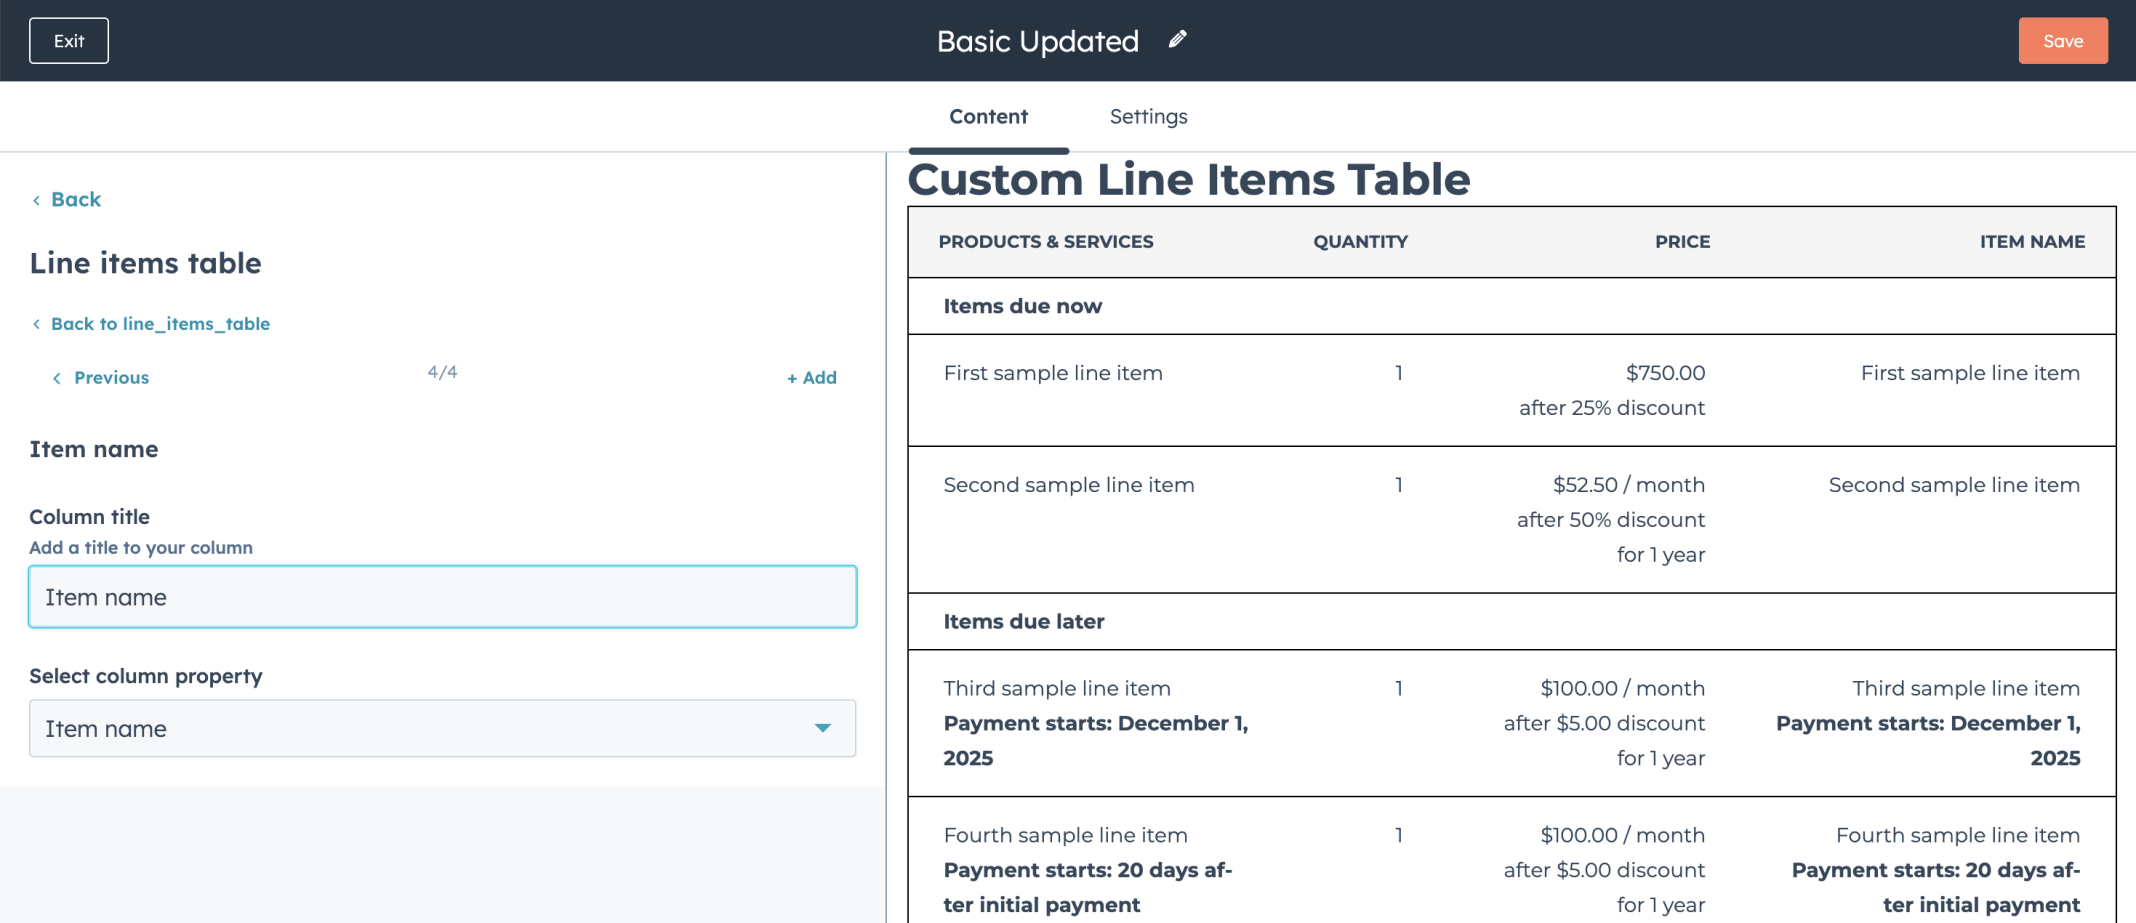 Exit
Basic Updated
Save
Content
Settings
Back
Line items table
Back to line_items_table
Previous
4/4
+ Add
Item name
Column title
Add a title to your column
Item name
Select column property
Item name
Custom Line Items Table
PRODUCTS & SERVICES QUANTITY PRICE ITEM NAME
Items due now
First sample line item 1 $750.00 First sample line item
after 25% discount
Second sample line item 1 $52.50 / month Second sample line item
after 50% discount
for 1 year
Items due later
Third sample line item 1 $100.00 / month Third sample line item
Payment starts: December 1, after $5.00 discount Payment starts: December 1,
2025 for 1 year 2025
Fourth sample line item 1 $100.00 / month Fourth sample line item
Payment starts: 20 days af- after $5.00 discount Payment starts: 20 days af-
ter initial payment for 1 year ter initial payment